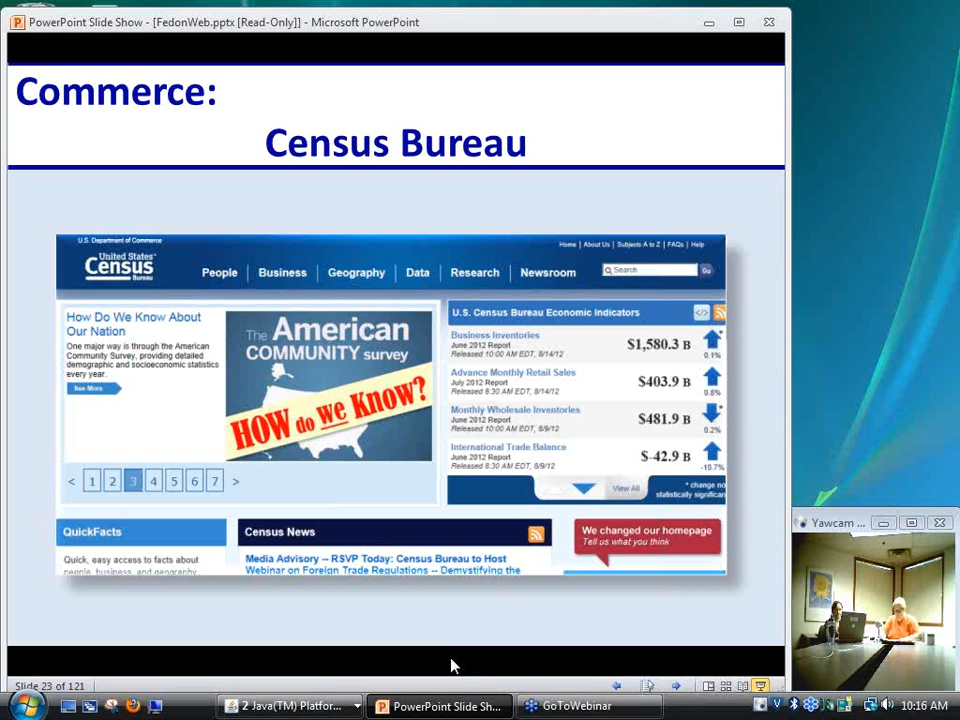 PowerPoint Slide Show - [FedonWeb.pptx [Read-Only]] - Microsoft PowerPoint
Commerce:
Census Bureau
U.S. Department of Commerce
Home | About Us | Subjects A to Z | FAQs | Help
United States
Census
Bureau
People
Business
Geography
Data
Research
Newsroom
Search
Go
How Do We Know About
Our Nation
One major way is through the American
Community Survey, providing detailed
demographic and socioeconomic statistics
every year.
See More
The American
COMMUNITY survey
HOW do we Know?
< 1 2 3 4 5 6 7 >
U.S. Census Bureau Economic Indicators
</>
Business Inventories
June 2012 Report
Released 10:00 AM EDT, 8/14/12
$1,580.3 B
*
0.1%
Advance Monthly Retail Sales
July 2012 Report
Released 8:30 AM EDT, 8/14/12
$403.9 B
0.8%
Monthly Wholesale Inventories
June 2012 Report
Released 10:00 AM EDT, 8/9/12
$481.9 B
*
0.2%
International Trade Balance
June 2012 Report
Released 8:30 AM EDT, 8/9/12
$-42.9 B
-10.7%
View All
* change no
statistically significan
QuickFacts
Quick, easy access to facts about
people, business, and geography
Census News
Media Advisory -- RSVP Today: Census Bureau to Host
Webinar on Foreign Trade Regulations -- Demystifying the
We changed our homepage
Tell us what you think
Yawcam ...
Slide 23 of 121
2 Java(TM) Platfor...
PowerPoint Slide Sh...
GoToWebinar
V
10:16 AM